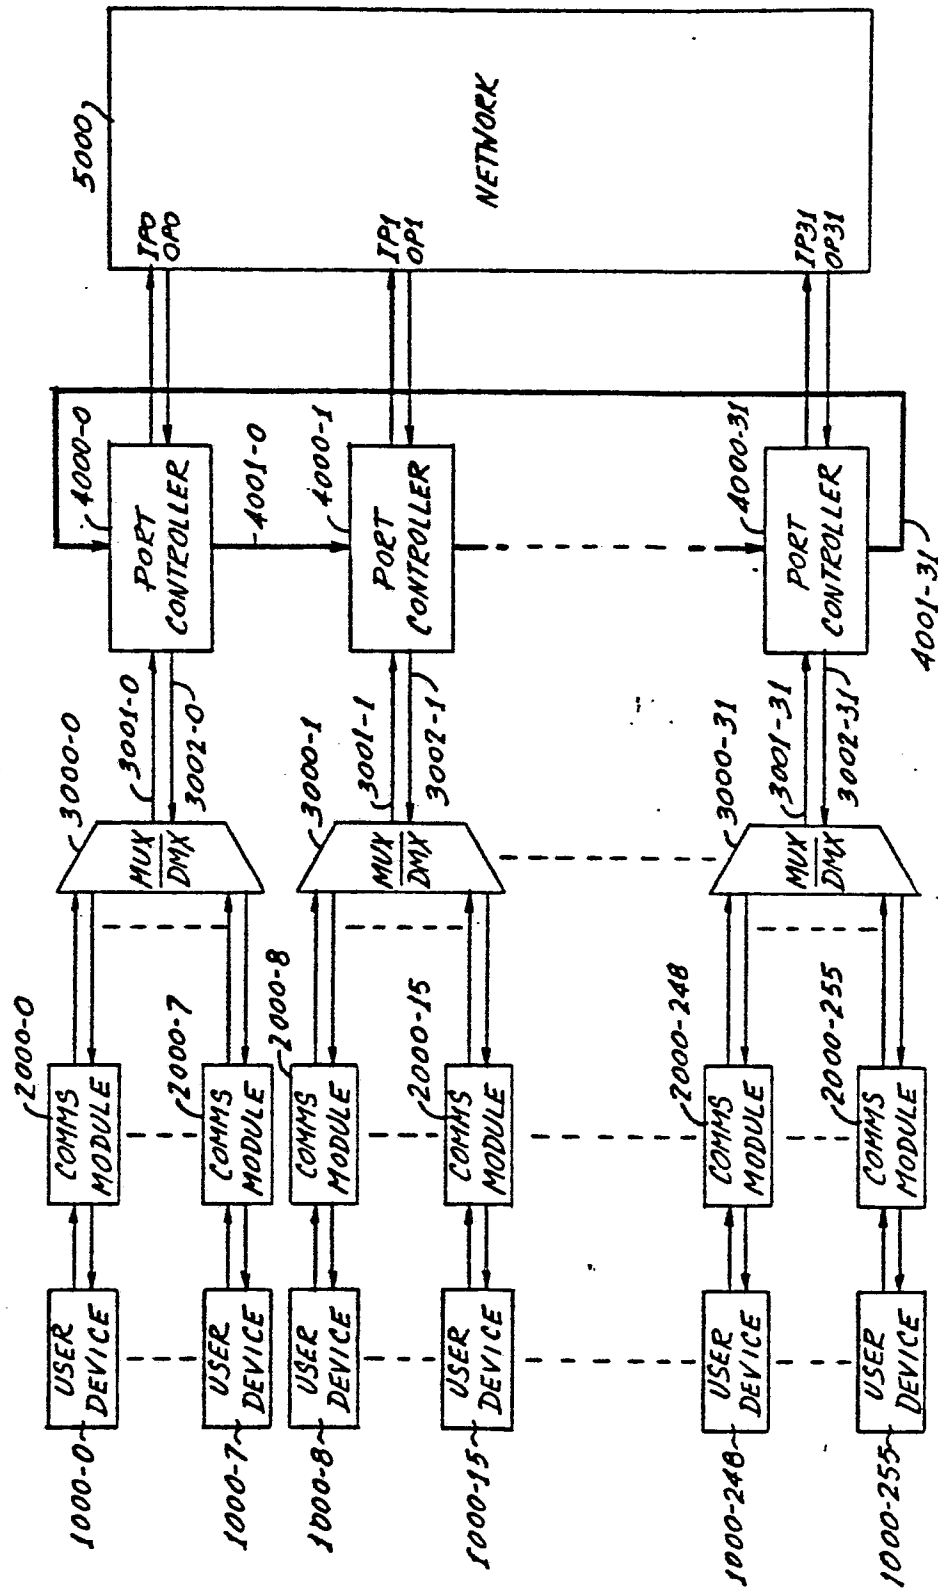 5000
NETWORK
IP0
OP0
IP1
OP1
IP31
OP31
4000-0
PORT
CONTROLLER
4001-0
4000-1
PORT
CONTROLLER
4000-31
PORT
CONTROLLER
4001-31
3000-0
3001-0
3002-0
MUX
DMX
3000-1
3001-1
3002-1
MUX
DMX
3000-31
3001-31
3002-31
MUX
DMX
2000-0
COMMS
MODULE
2000-7
COMMS
MODULE
2000-8
COMMS
MODULE
2000-15
COMMS
MODULE
2000-248
COMMS
MODULE
2000-255
COMMS
MODULE
USER
DEVICE
1000-0
USER
DEVICE
1000-7
USER
DEVICE
1000-8
USER
DEVICE
1000-15
USER
DEVICE
1000-248
USER
DEVICE
1000-255